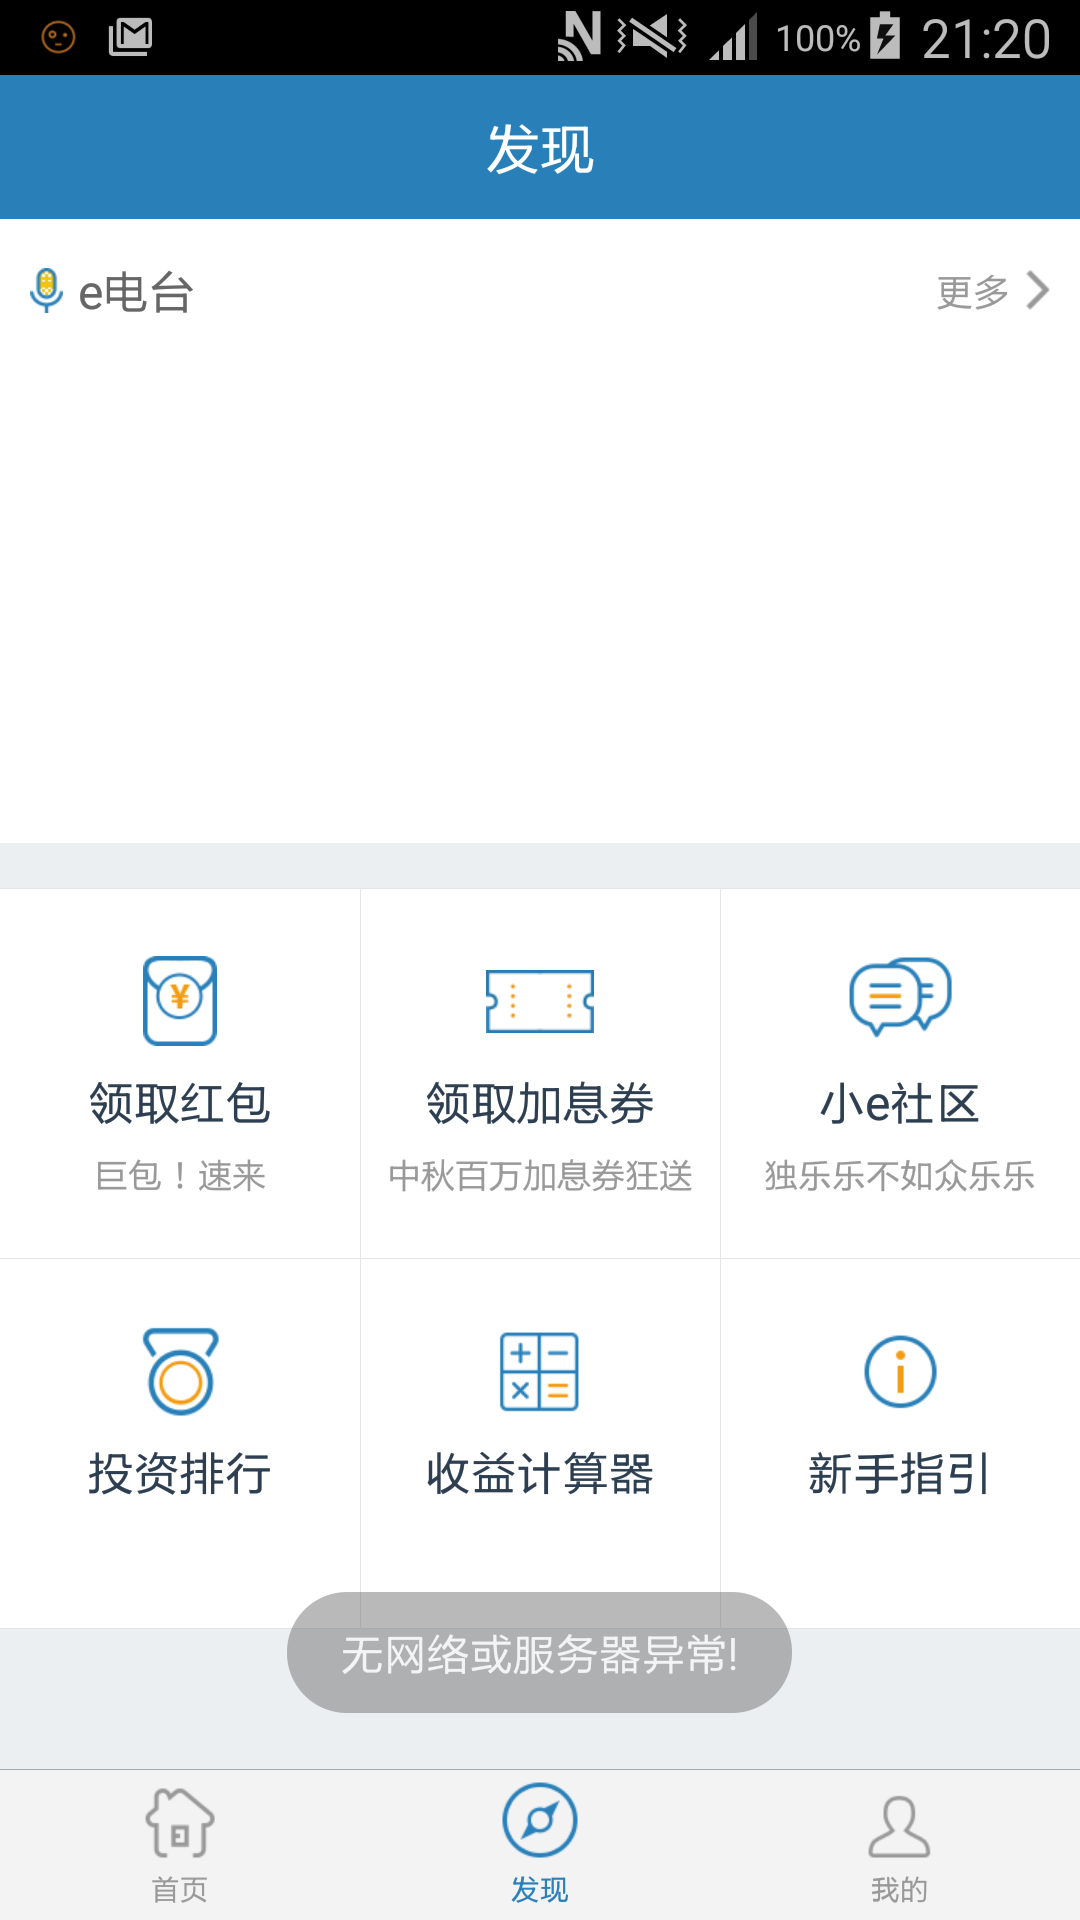 100% 21:20
发现
e电台 更多
领取红包 领取加息券 小e社区
巨包！速来 中秋百万加息券狂送 独乐乐不如众乐乐
投资排行 收益计算器 新手指引
无网络或服务器异常!
首页 发现 我的